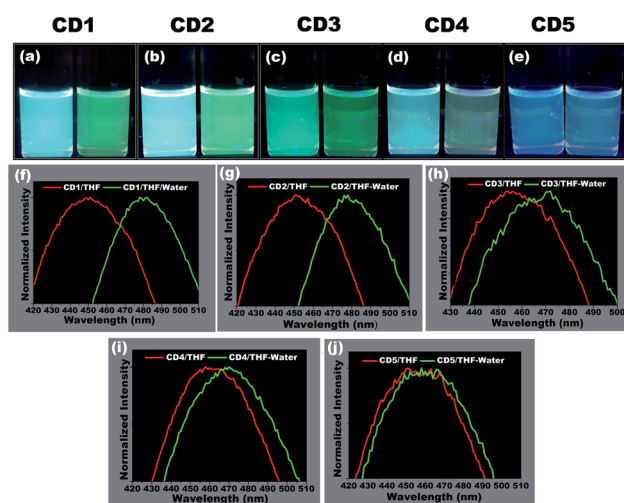 CD1 CD2 CD3 CD4 CD5
(a) (b) (c) (d) (e)
(f)
CD1/THF CD1/THF/Water
Normalized Intensity
420 430 440 450 460 470 480 490 500 510
Wavelength (nm)
(g)
CD2/THF CD2/THF-Water
Normalized Intensity
420 430 440 450 460 470 480 490 500 510
Wavelength (nm)
(h)
CD3/THF CD3/THF-Water
Normalized Intensity
430 440 450 460 470 480 490 500
Wavelength (nm)
(i)
CD4/THF CD4/THF-Water
Normalized Intensity
420 430 440 450 460 470 480 490 500 510
Wavelength (nm)
(j)
CD5/THF CD5/THF-Water
Normalized Intensity
420 430 440 450 460 470 480 490 500 510
Wavelength (nm)